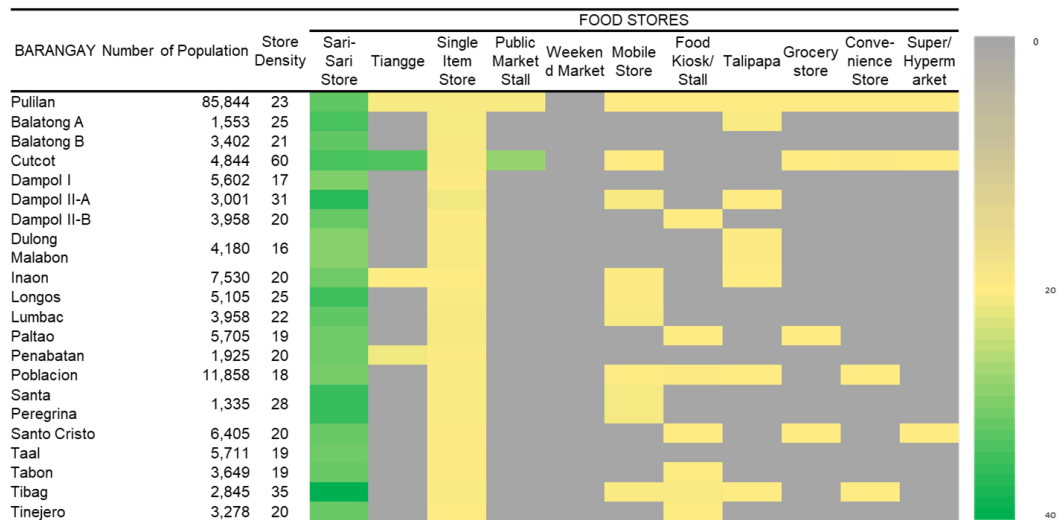 FOOD STORES
BARANGAY Number of Population Store Density Sari-Sari Store Tiangge Single Item Store Public Market Stall Weekend Market Mobile Store Food Kiosk/ Stall Talipapa Grocery store Conve-nience Store Super/ Hypermarket
Pulilan 85,844 23
Balatong A 1,553 25
Balatong B 3,402 21
Cutcot 4,844 60
Dampol I 5,602 17
Dampol II-A 3,001 31
Dampol II-B 3,958 20
Dulong Malabon 4,180 16
Inaon 7,530 20
Longos 5,105 25
Lumbac 3,958 22
Paltao 5,705 19
Penabatan 1,925 20
Poblacion 11,858 18
Santa Peregrina 1,335 28
Santo Cristo 6,405 20
Taal 5,711 19
Tabon 3,649 19
Tibag 2,845 35
Tinejero 3,278 20
0
20
40